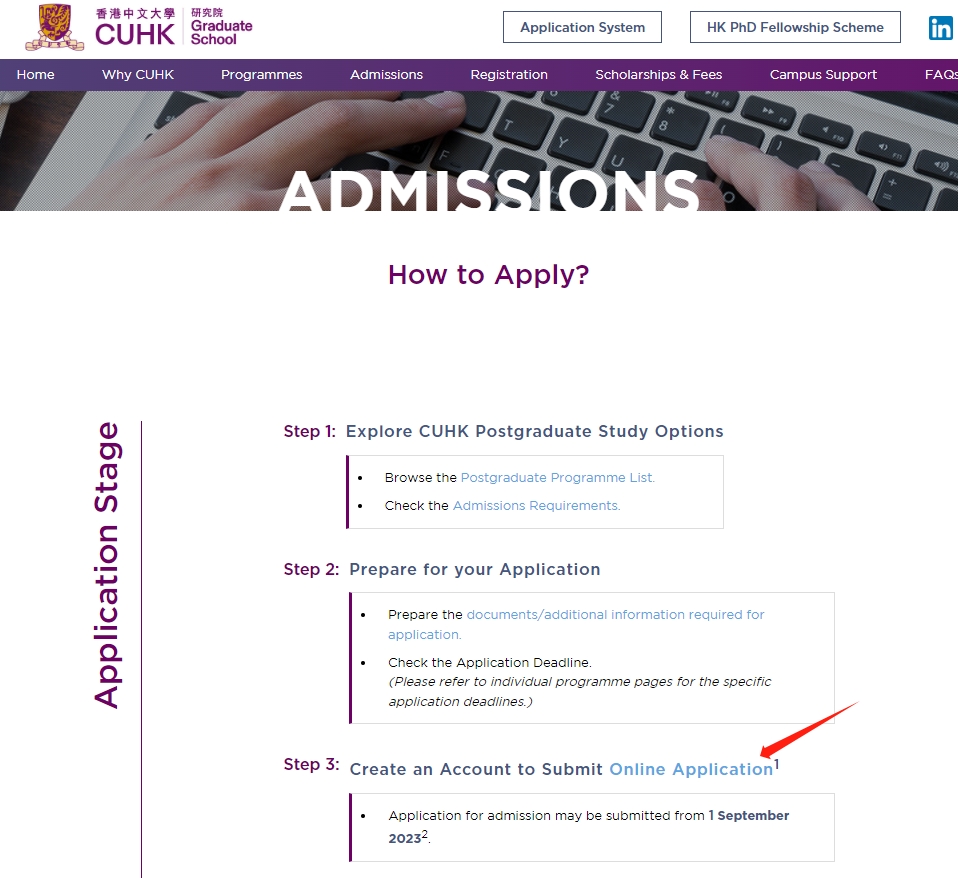 香港中文大學
CUHK
研究院
Graduate
School
Application System
HK PhD Fellowship Scheme
in
Home
Why CUHK
Programmes
Admissions
Registration
Scholarships & Fees
Campus Support
FAQs
ADMISSIONS
How to Apply?
Application Stage
Step 1: Explore CUHK Postgraduate Study Options
• Browse the Postgraduate Programme List.
• Check the Admissions Requirements.
Step 2: Prepare for your Application
• Prepare the documents/additional information required for
application.
• Check the Application Deadline.
(Please refer to individual programme pages for the specific
application deadlines.)
Step 3: Create an Account to Submit Online Application¹
• Application for admission may be submitted from 1 September
2023².